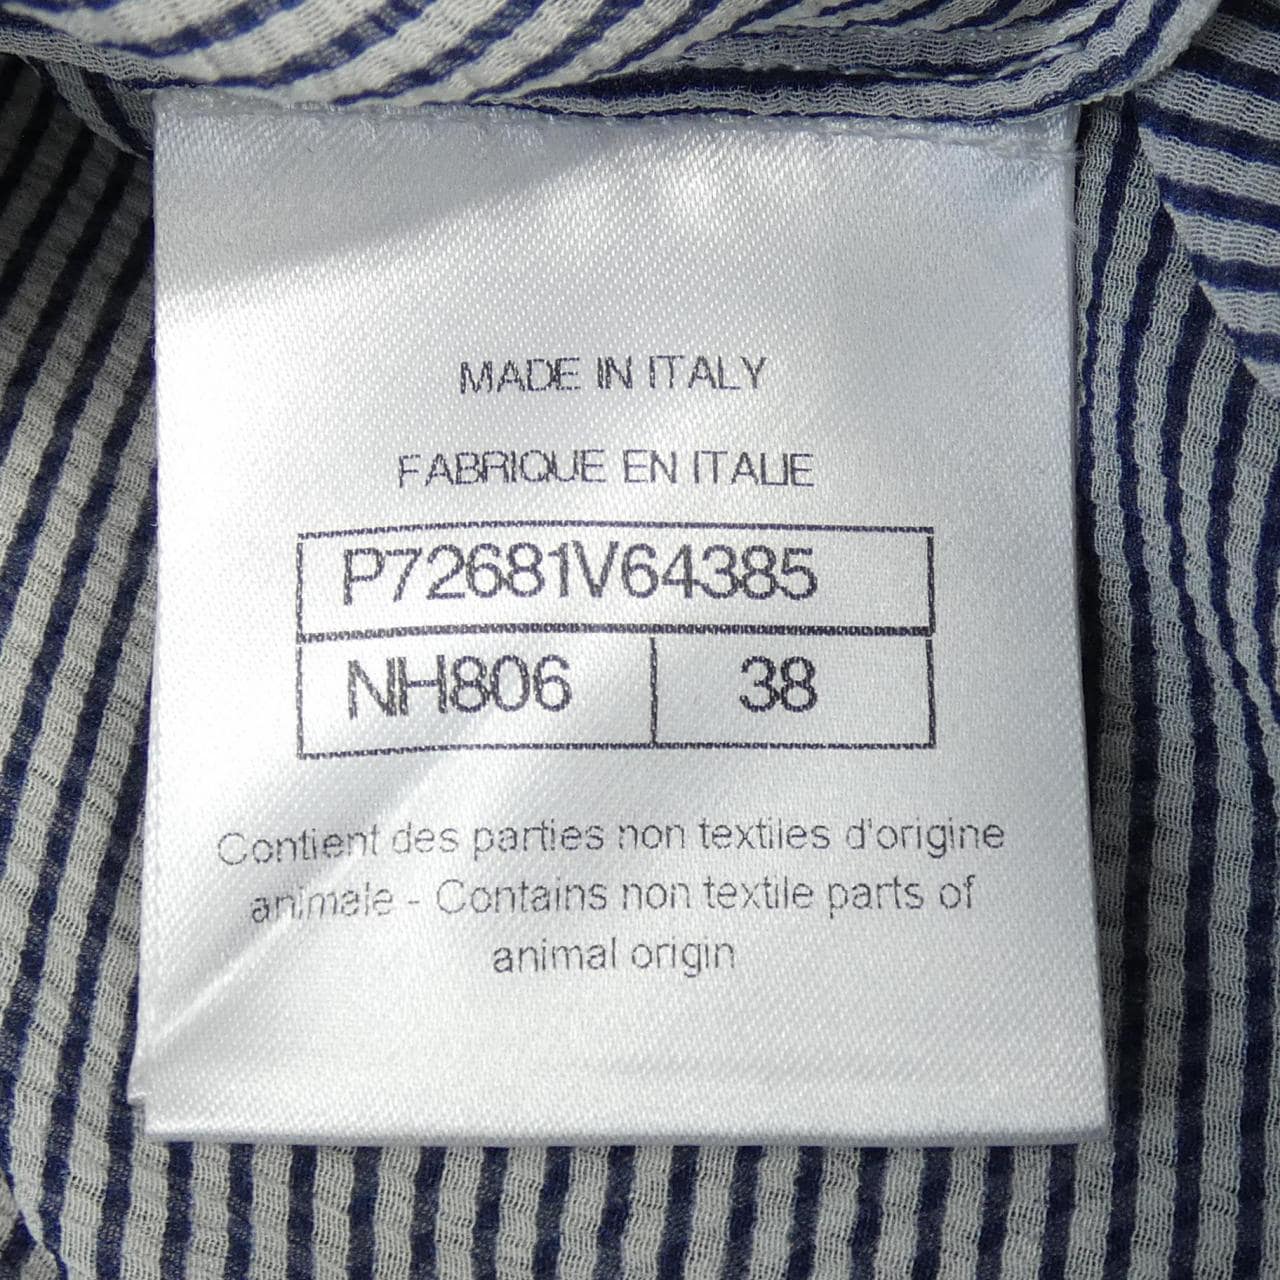 MADE IN ITALY
FABRIQUE EN ITALIE
P72681V64385
NH806 38
Contient des parties non textiles d'origine
animale - Contains non textile parts of
animal origin